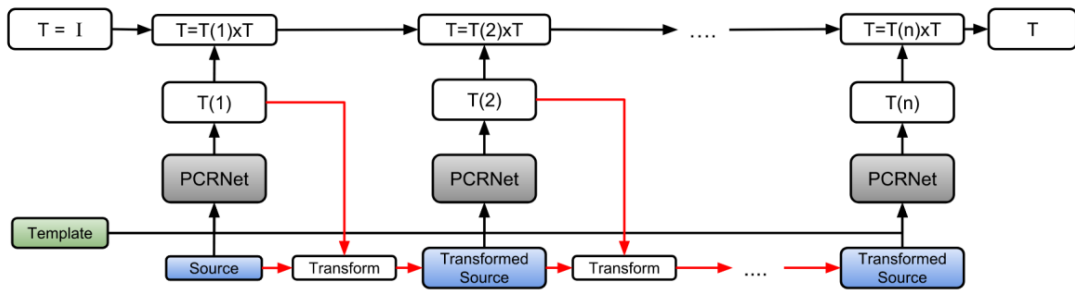 T = I
T=T(1)xT
T=T(2)xT
....
T=T(n)xT
T
T(1)
T(2)
T(n)
PCRNet
PCRNet
PCRNet
Template
Source
Transform
Transformed
Source
Transform
....
Transformed
Source